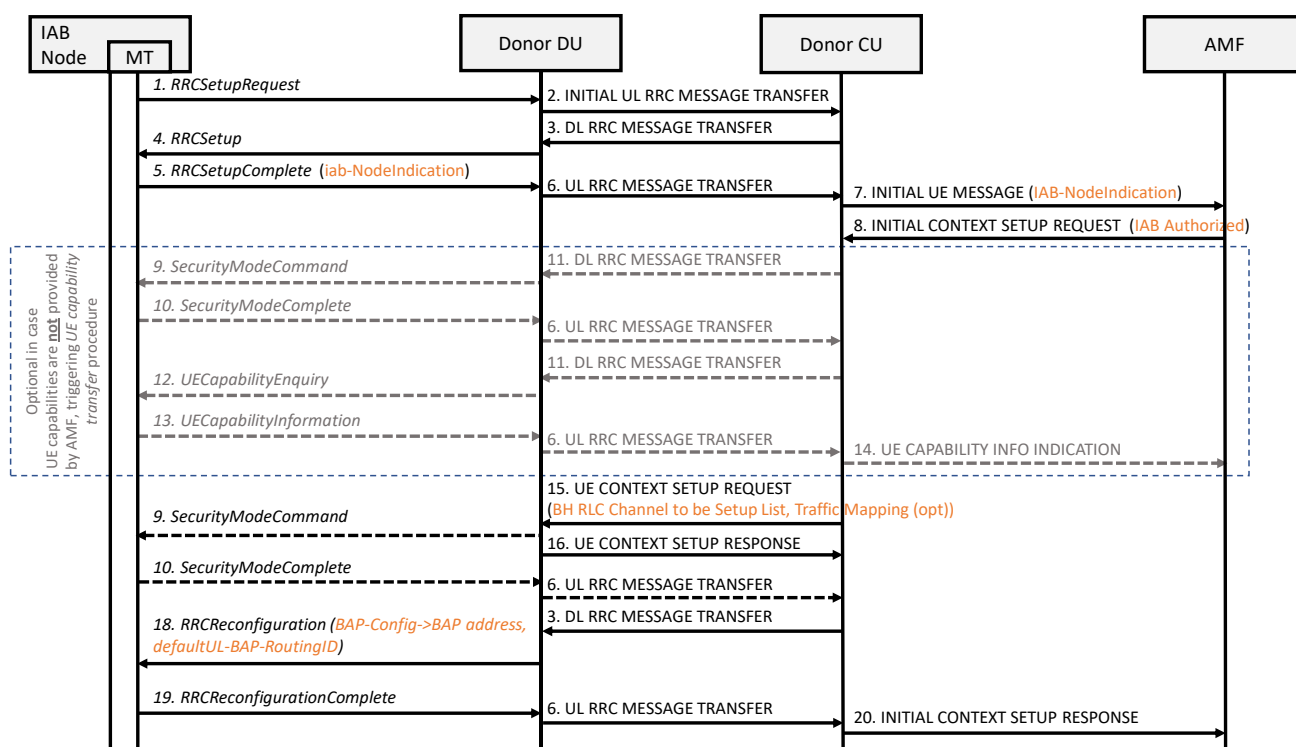 IAB
Node
MT
Donor DU
Donor CU
AMF
1. RRCSetupRequest
2. INITIAL UL RRC MESSAGE TRANSFER
3. DL RRC MESSAGE TRANSFER
4. RRCSetup
5. RRCSetupComplete (iab-NodeIndication)
6. UL RRC MESSAGE TRANSFER
7. INITIAL UE MESSAGE (IAB-NodeIndication)
8. INITIAL CONTEXT SETUP REQUEST (IAB Authorized)
Optional in case
UE capabilities are not provided
by AMF, triggering UE capability
transfer procedure
11. DL RRC MESSAGE TRANSFER
9. SecurityModeCommand
10. SecurityModeComplete
6. UL RRC MESSAGE TRANSFER
11. DL RRC MESSAGE TRANSFER
12. UECapabilityEnquiry
13. UECapabilityInformation
6. UL RRC MESSAGE TRANSFER
14. UE CAPABILITY INFO INDICATION
15. UE CONTEXT SETUP REQUEST
(BH RLC Channel to be Setup List, Traffic Mapping (opt))
9. SecurityModeCommand
16. UE CONTEXT SETUP RESPONSE
10. SecurityModeComplete
6. UL RRC MESSAGE TRANSFER
3. DL RRC MESSAGE TRANSFER
18. RRCReconfiguration (BAP-Config->BAP address,
defaultUL-BAP-RoutingID)
19. RRCReconfigurationComplete
6. UL RRC MESSAGE TRANSFER
20. INITIAL CONTEXT SETUP RESPONSE